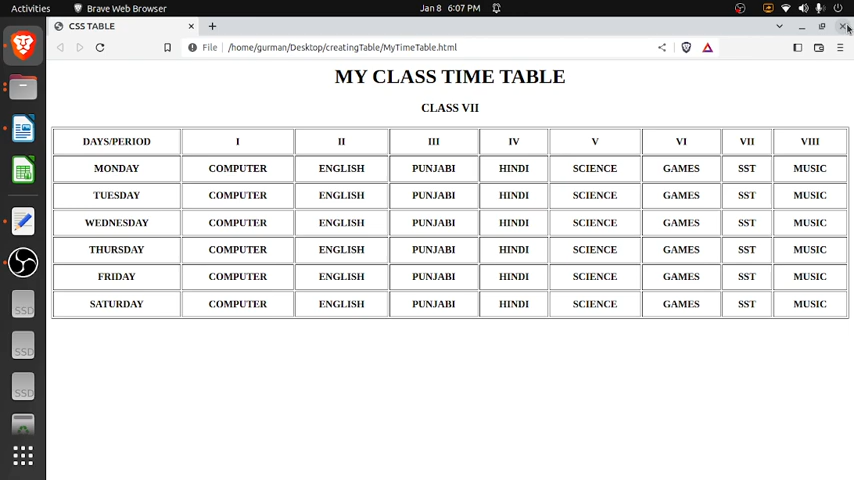 Activities Brave Web Browser Jan 8 6:07 PM
CSS TABLE
File /home/gurman/Desktop/creatingTable/MyTimeTable.html
MY CLASS TIME TABLE
CLASS VII
DAYS/PERIOD I II III IV V VI VII VIII
MONDAY COMPUTER ENGLISH PUNJABI HINDI SCIENCE GAMES SST MUSIC
TUESDAY COMPUTER ENGLISH PUNJABI HINDI SCIENCE GAMES SST MUSIC
WEDNESDAY COMPUTER ENGLISH PUNJABI HINDI SCIENCE GAMES SST MUSIC
THURSDAY COMPUTER ENGLISH PUNJABI HINDI SCIENCE GAMES SST MUSIC
FRIDAY COMPUTER ENGLISH PUNJABI HINDI SCIENCE GAMES SST MUSIC
SATURDAY COMPUTER ENGLISH PUNJABI HINDI SCIENCE GAMES SST MUSIC
SSD
SSD
SSD